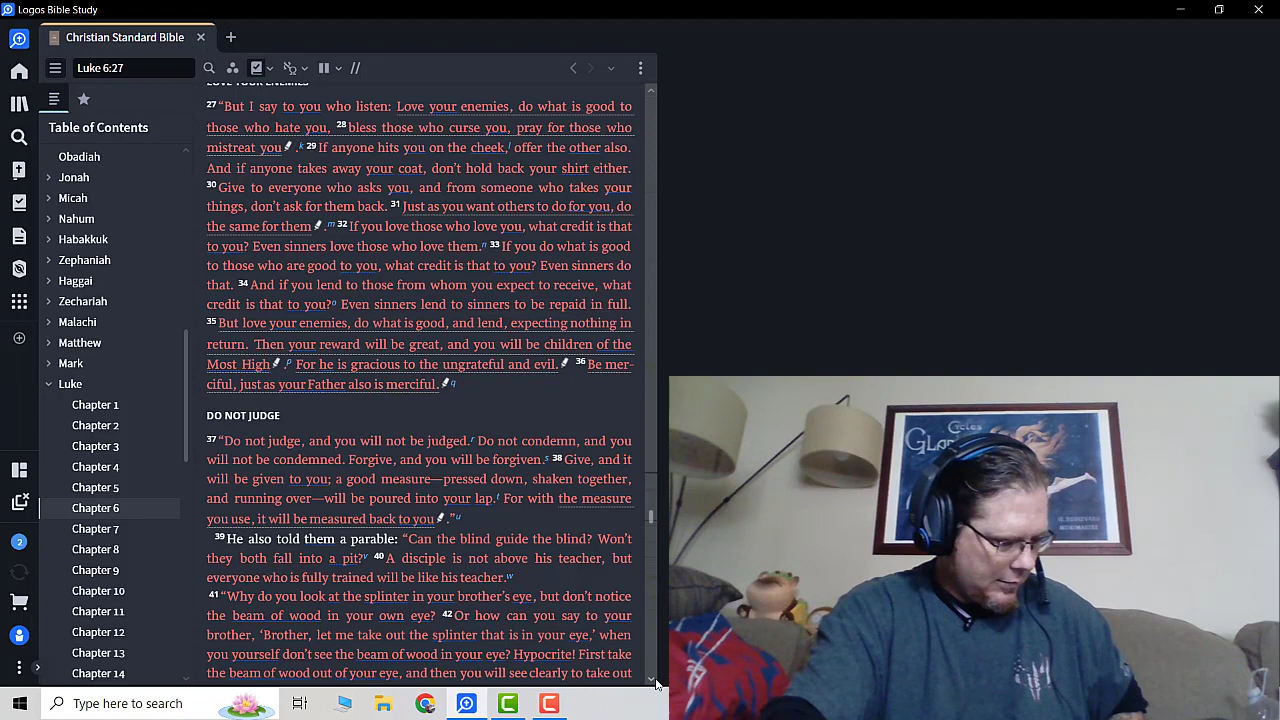 Logos Bible Study
Christian Standard Bible
Luke 6:27
Table of Contents
Obadiah
Jonah
Micah
Nahum
Habakkuk
Zephaniah
Haggai
Zechariah
Malachi
Matthew
Mark
Luke
Chapter 1
Chapter 2
Chapter 3
Chapter 4
Chapter 5
Chapter 6
Chapter 7
Chapter 8
Chapter 9
Chapter 10
Chapter 11
Chapter 12
Chapter 13
Chapter 14
2
LOVE YOUR ENEMIES
27 “But I say to you who listen: Love your enemies, do what is good to
those who hate you, 28 bless those who curse you, pray for those who
mistreat you. k 29 If anyone hits you on the cheek, l offer the other also.
And if anyone takes away your coat, don’t hold back your shirt either.
30 Give to everyone who asks you, and from someone who takes your
things, don’t ask for them back. 31 Just as you want others to do for you, do
the same for them. m 32 If you love those who love you, what credit is that
to you? Even sinners love those who love them. n 33 If you do what is good
to those who are good to you, what credit is that to you? Even sinners do
that. 34 And if you lend to those from whom you expect to receive, what
credit is that to you? o Even sinners lend to sinners to be repaid in full.
35 But love your enemies, do what is good, and lend, expecting nothing in
return. Then your reward will be great, and you will be children of the
Most High. p For he is gracious to the ungrateful and evil. 36 Be mer-
ciful, just as your Father also is merciful. q
DO NOT JUDGE
37 “Do not judge, and you will not be judged. r Do not condemn, and you
will not be condemned. Forgive, and you will be forgiven. s 38 Give, and it
will be given to you; a good measure—pressed down, shaken together,
and running over—will be poured into your lap. t For with the measure
you use, it will be measured back to you.” u
39 He also told them a parable: “Can the blind guide the blind? Won’t
they both fall into a pit? v 40 A disciple is not above his teacher, but
everyone who is fully trained will be like his teacher. w
41 “Why do you look at the splinter in your brother’s eye, but don’t notice
the beam of wood in your own eye? 42 Or how can you say to your
brother, ‘Brother, let me take out the splinter that is in your eye,’ when
you yourself don’t see the beam of wood in your eye? Hypocrite! First take
the beam of wood out of your eye, and then you will see clearly to take out
Cycles
Type here to search